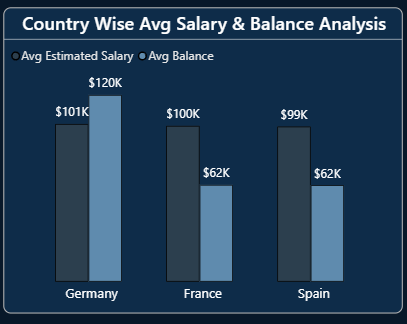 Country Wise Avg Salary & Balance Analysis
Avg Estimated Salary Avg Balance
$120K
$101K
$100K
$99K
$62K
$62K
Germany France Spain